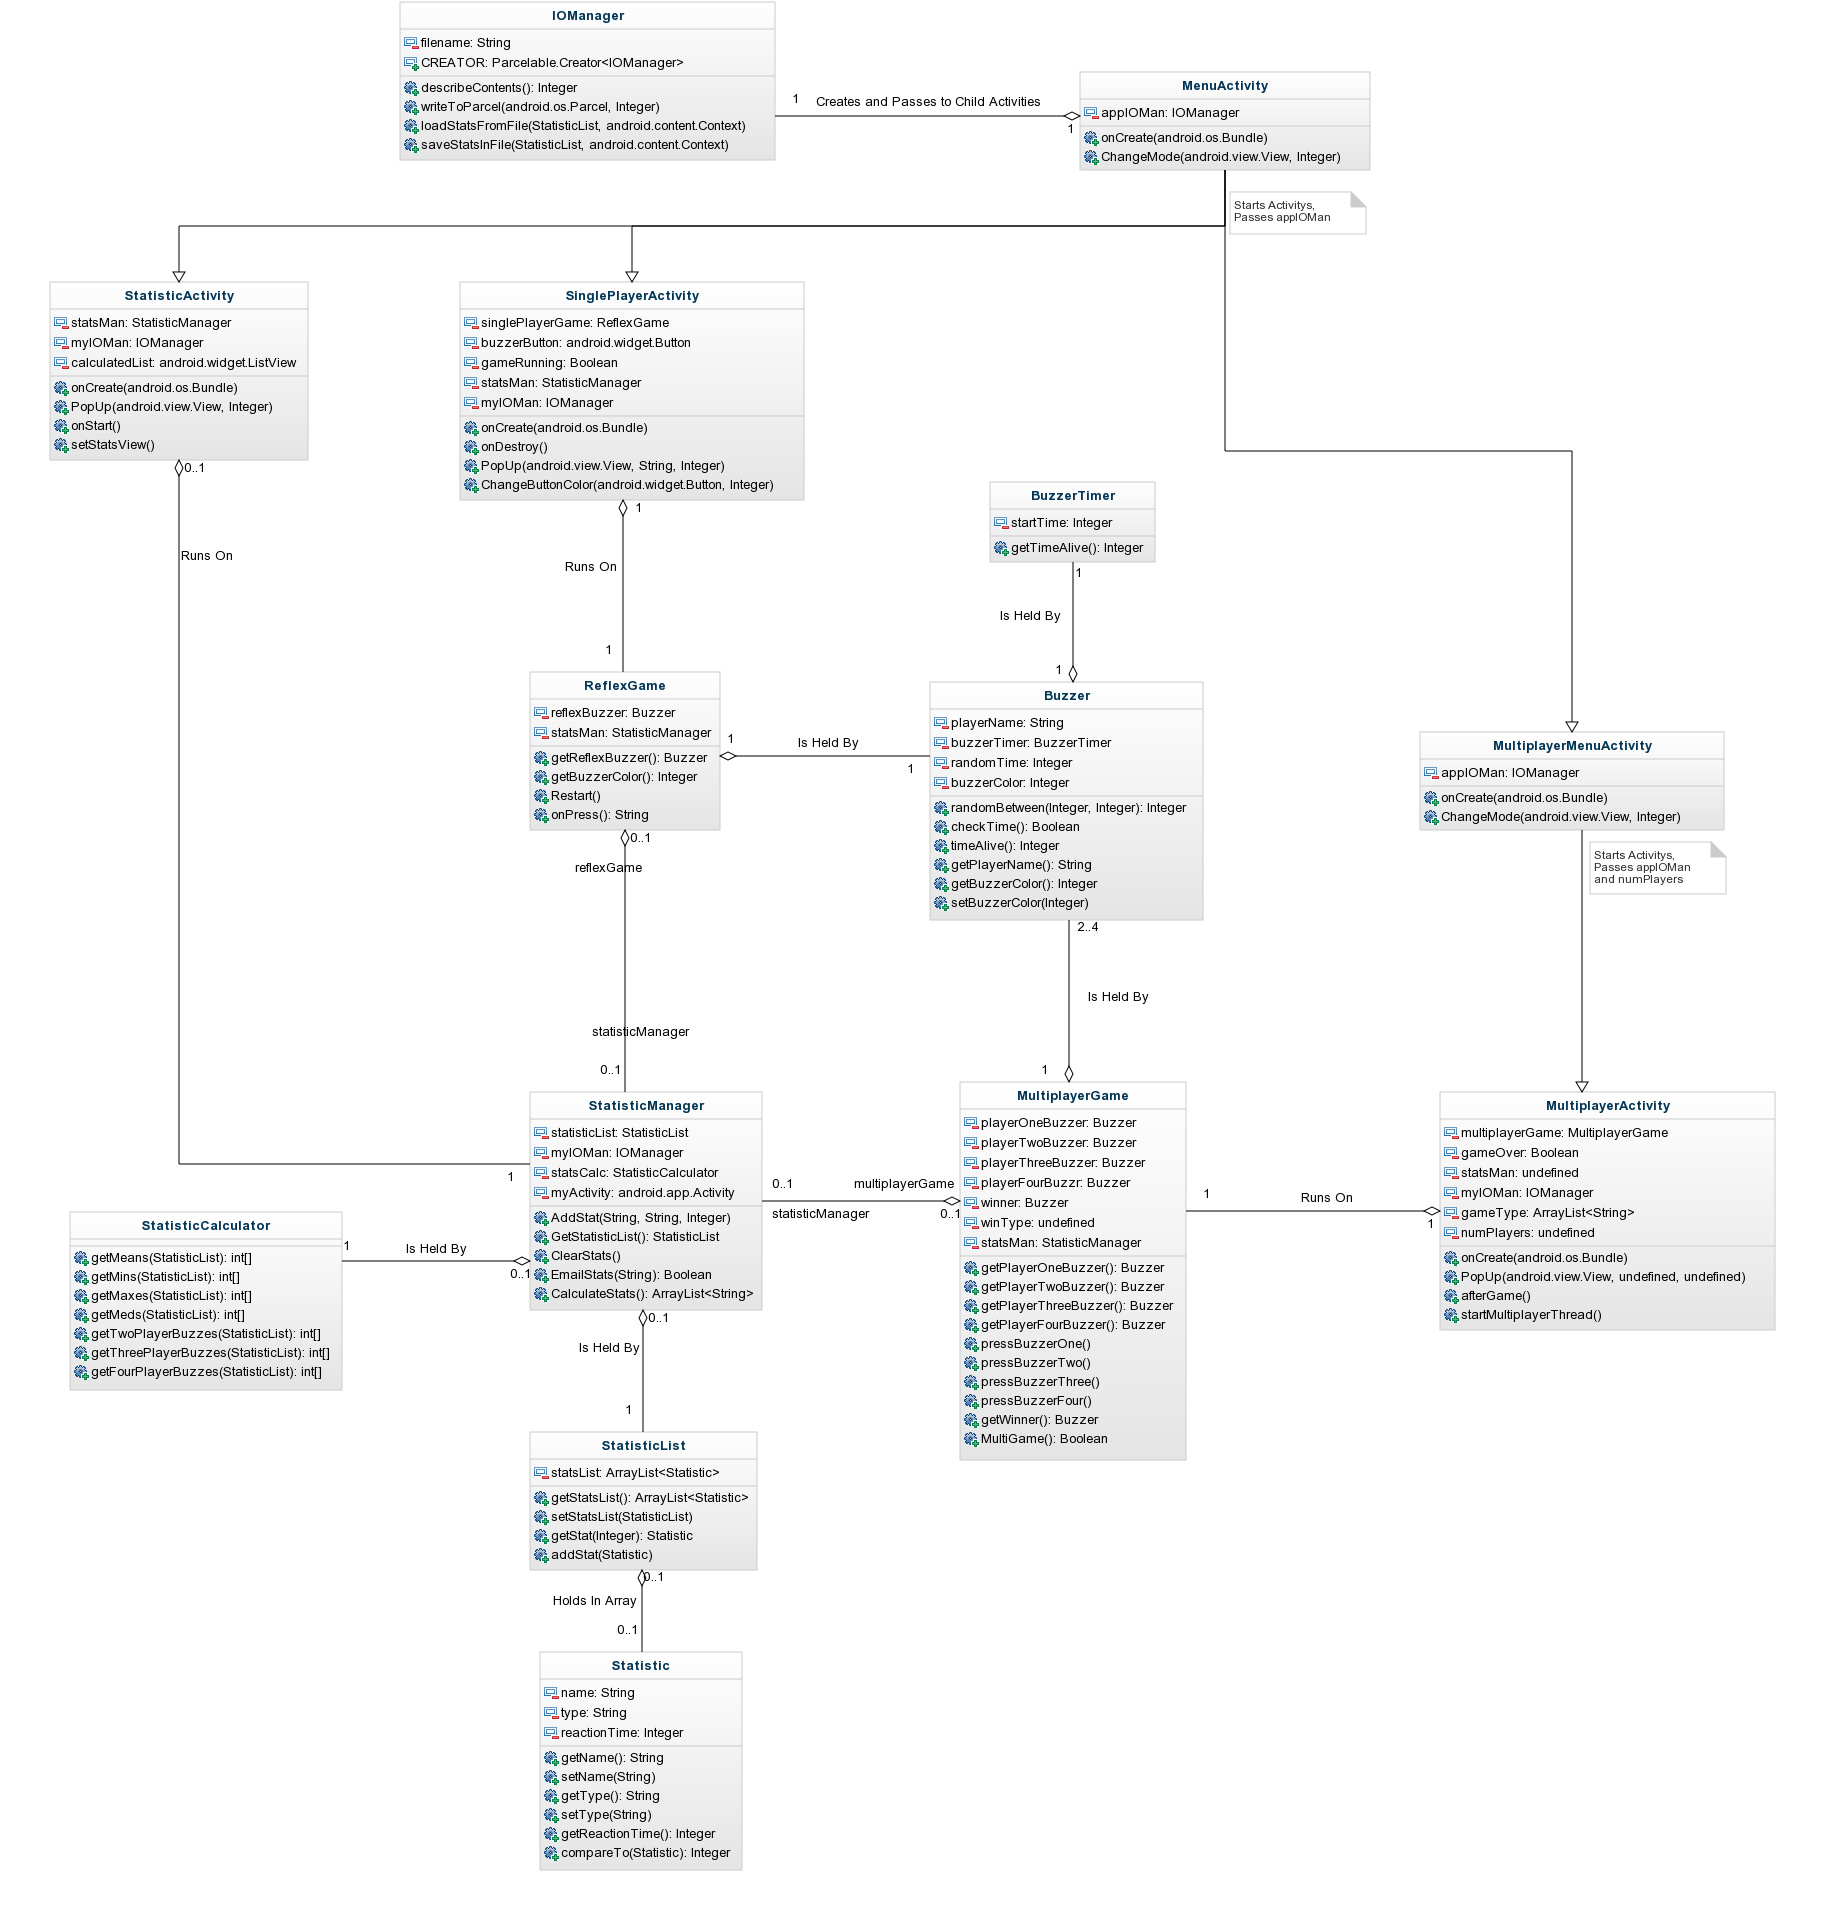 IOManager
filename: String
CREATOR: Parcelable.Creator<IOManager>
describeContents(): Integer
writeToParcel(android.os.Parcel, Integer)
loadStatsFromFile(StatisticList, android.content.Context)
saveStatsInFile(StatisticList, android.content.Context)
1
Creates and Passes to Child Activities
1
MenuActivity
appIOMan: IOManager
onCreate(android.os.Bundle)
ChangeMode(android.view.View, Integer)
Starts Activitys,
Passes appIOMan
StatisticActivity
statsMan: StatisticManager
myIOMan: IOManager
calculatedList: android.widget.ListView
onCreate(android.os.Bundle)
PopUp(android.view.View, Integer)
onStart()
setStatsView()
0..1
Runs On
SinglePlayerActivity
singlePlayerGame: ReflexGame
buzzerButton: android.widget.Button
gameRunning: Boolean
statsMan: StatisticManager
myIOMan: IOManager
onCreate(android.os.Bundle)
onDestroy()
PopUp(android.view.View, String, Integer)
ChangeButtonColor(android.widget.Button, Integer)
1
Runs On
1
BuzzerTimer
startTime: Integer
getTimeAlive(): Integer
1
Is Held By
1
ReflexGame
reflexBuzzer: Buzzer
statsMan: StatisticManager
getReflexBuzzer(): Buzzer
getBuzzerColor(): Integer
Restart()
onPress(): String
1
Is Held By
1
Buzzer
playerName: String
buzzerTimer: BuzzerTimer
randomTime: Integer
buzzerColor: Integer
randomBetween(Integer, Integer): Integer
checkTime(): Boolean
timeAlive(): Integer
getPlayerName(): String
getBuzzerColor(): Integer
setBuzzerColor(Integer)
MultiplayerMenuActivity
appIOMan: IOManager
onCreate(android.os.Bundle)
ChangeMode(android.view.View, Integer)
Starts Activitys,
Passes appIOMan
and numPlayers
0..1
reflexGame
statisticManager
0..1
2..4
Is Held By
1
StatisticManager
statisticList: StatisticList
myIOMan: IOManager
statsCalc: StatisticCalculator
myActivity: android.app.Activity
AddStat(String, String, Integer)
GetStatisticList(): StatisticList
ClearStats()
EmailStats(String): Boolean
CalculateStats(): ArrayList<String>
1
0..1
multiplayerGame
statisticManager
0..1
MultiplayerGame
playerOneBuzzer: Buzzer
playerTwoBuzzer: Buzzer
playerThreeBuzzer: Buzzer
playerFourBuzzr: Buzzer
winner: Buzzer
winType: undefined
statsMan: StatisticManager
getPlayerOneBuzzer(): Buzzer
getPlayerTwoBuzzer(): Buzzer
getPlayerThreeBuzzer(): Buzzer
getPlayerFourBuzzer(): Buzzer
pressBuzzerOne()
pressBuzzerTwo()
pressBuzzerThree()
pressBuzzerFour()
getWinner(): Buzzer
MultiGame(): Boolean
1
Runs On
1
MultiplayerActivity
multiplayerGame: MultiplayerGame
gameOver: Boolean
statsMan: undefined
myIOMan: IOManager
gameType: ArrayList<String>
numPlayers: undefined
onCreate(android.os.Bundle)
PopUp(android.view.View, undefined, undefined)
afterGame()
startMultiplayerThread()
StatisticCalculator
getMeans(StatisticList): int[]
getMins(StatisticList): int[]
getMaxes(StatisticList): int[]
getMeds(StatisticList): int[]
getTwoPlayerBuzzes(StatisticList): int[]
getThreePlayerBuzzes(StatisticList): int[]
getFourPlayerBuzzes(StatisticList): int[]
1
Is Held By
0..1
0..1
Is Held By
1
StatisticList
statsList: ArrayList<Statistic>
getStatsList(): ArrayList<Statistic>
setStatsList(StatisticList)
getStat(Integer): Statistic
addStat(Statistic)
0..1
Holds In Array
0..1
Statistic
name: String
type: String
reactionTime: Integer
getName(): String
setName(String)
getType(): String
setType(String)
getReactionTime(): Integer
compareTo(Statistic): Integer